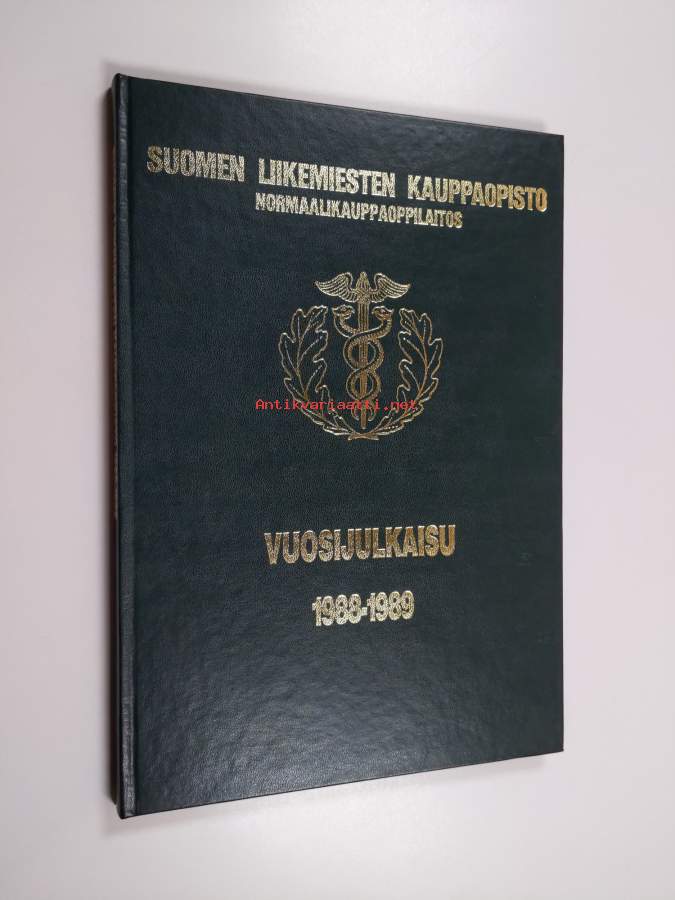 SUOMEN LIIKEMIESTEN KAUPPAOPISTO
NORMAALIKAUPPAOPPILAITOS
Antikvariaatti.net
VUOSIJULKAISU
1988-1989